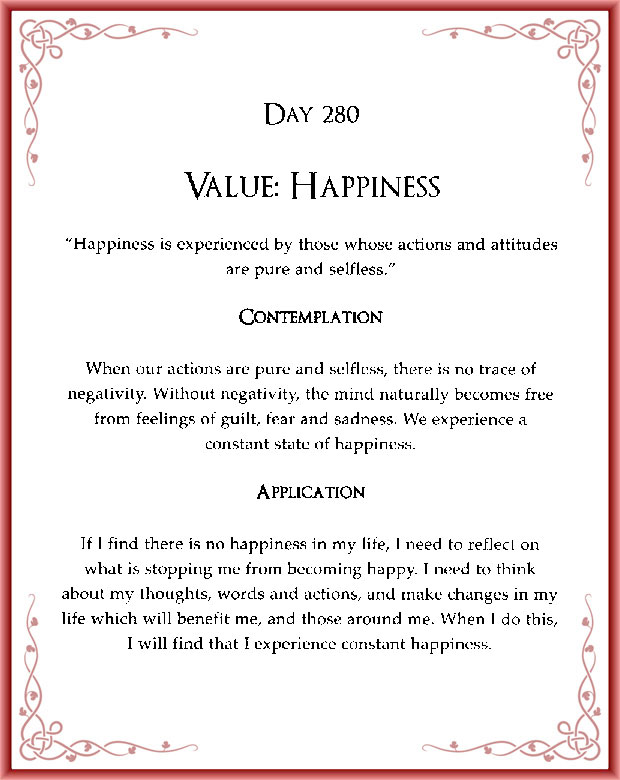 DAY 280
VALUE: HAPPINESS
“Happiness is experienced by those whose actions and attitudes
are pure and selfless.”
CONTEMPLATION
When our actions are pure and selfless, there is no trace of
negativity. Without negativity, the mind naturally becomes free
from feelings of guilt, fear and sadness. We experience a
constant state of happiness.
APPLICATION
If I find there is no happiness in my life, I need to reflect on
what is stopping me from becoming happy. I need to think
about my thoughts, words and actions, and make changes in my
life which will benefit me, and those around me. When I do this,
I will find that I experience constant happiness.